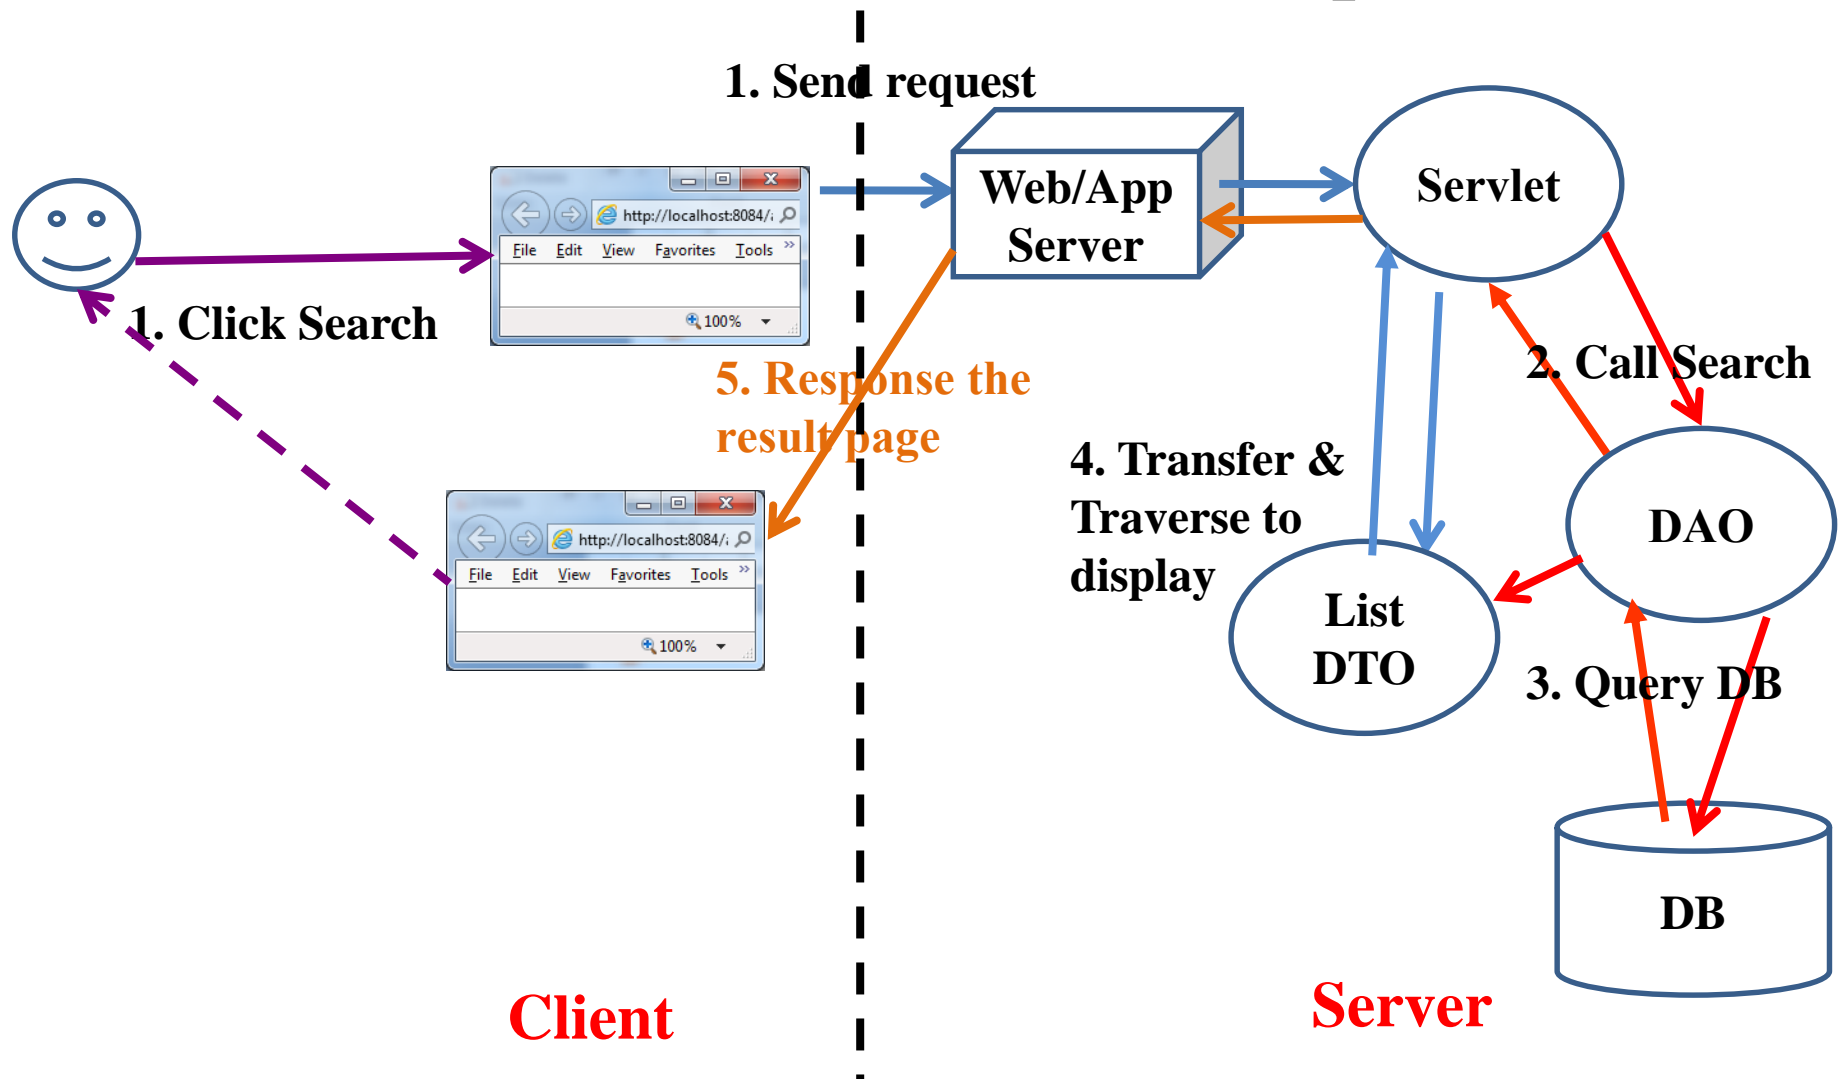 1. Send request
Web/App
Server
Servlet
http://localhost:8084/
File Edit View Favorites Tools »
100%
1. Click Search
2. Call Search
5. Response the
result page
4. Transfer &
Traverse to
display
DAO
http://localhost:8084/
File Edit View Favorites Tools »
100%
List
DTO
3. Query DB
DB
Client
Server